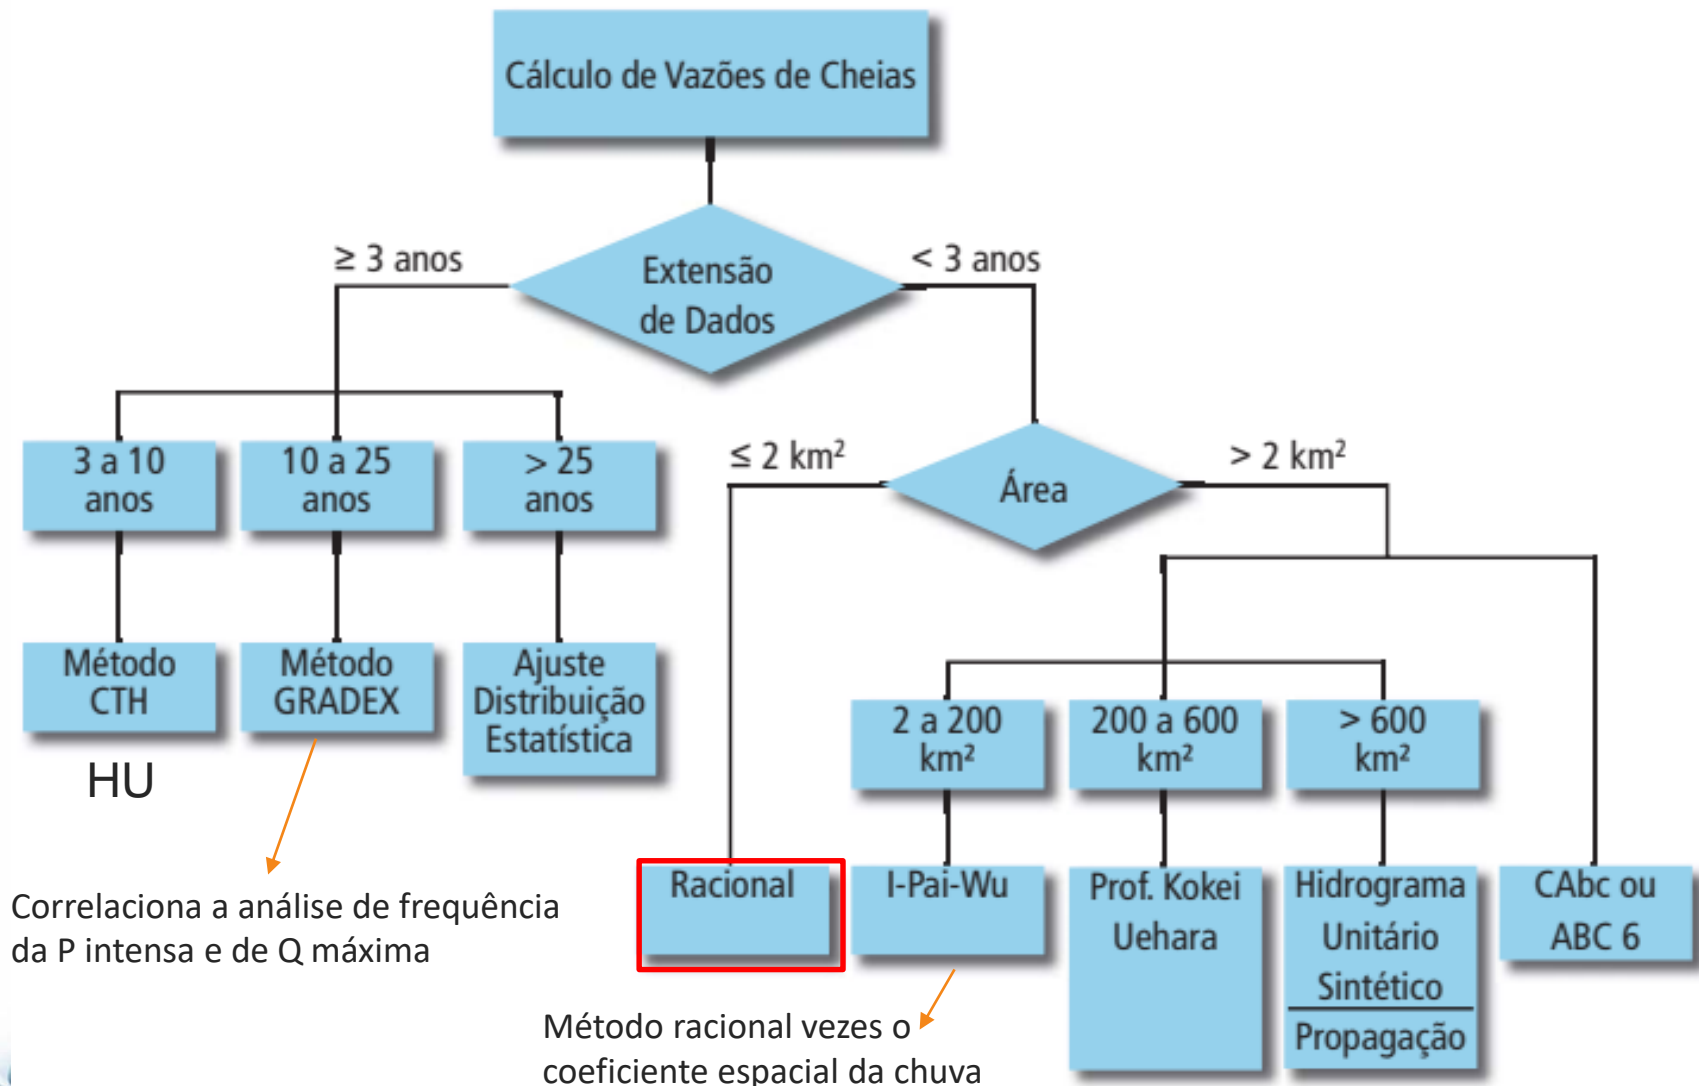 Cálculo de Vazões de Cheias
≥ 3 anos
Extensão
de Dados
< 3 anos
3 a 10
anos
10 a 25
anos
> 25
anos
≤ 2 km²
Área
> 2 km²
Método
CTH
Método
GRADEX
Ajuste
Distribuição
Estatística
HU
2 a 200
km²
200 a 600
km²
> 600
km²
Correlaciona a análise de frequência
da P intensa e de Q máxima
Racional
I-Pai-Wu
Prof. Kokei
Uehara
Hidrograma
Unitário
Sintético
Propagação
CAbc ou
ABC 6
Método racional vezes o
coeficiente espacial da chuva